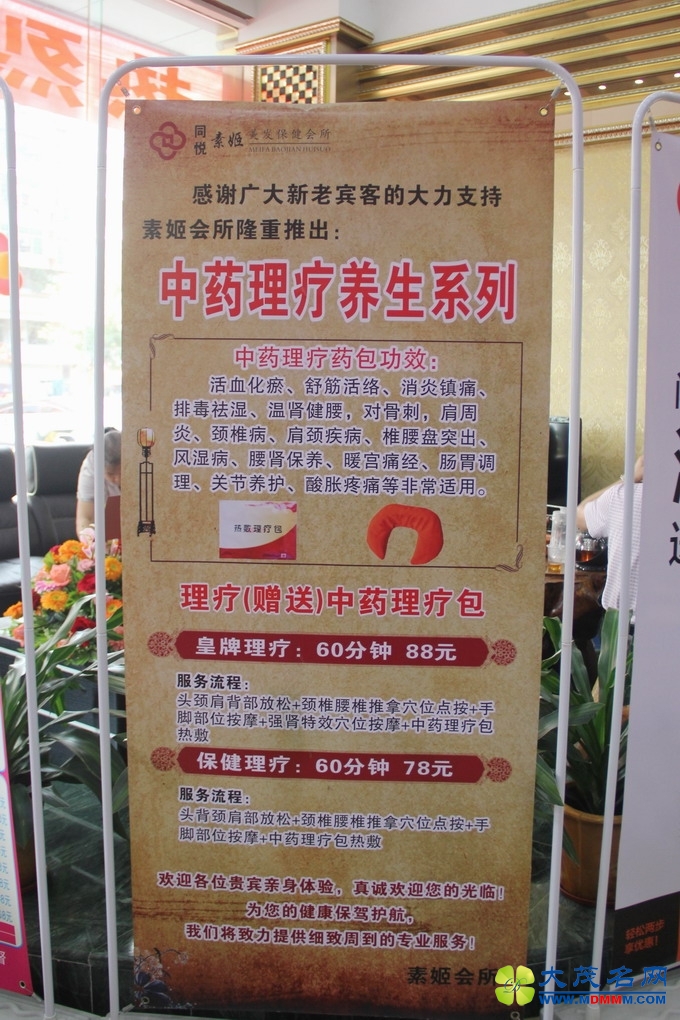 热烈
同悦
素姬
美发保健会所
MEIFA BAOJIAN HUISUO
感谢广大新老宾客的大力支持
素姬会所隆重推出:
中药理疗养生系列
中药理疗药包功效:
活血化瘀、舒筋活络、消炎镇痛、
排毒祛湿、温肾健腰，对骨刺，肩周
炎、颈椎病、肩颈疾病、椎腰盘突出、
风湿病、腰肾保养、暖宫痛经、肠胃调
理、关节养护、酸胀疼痛等非常适用。
热敷理疗包
理疗(赠送)中药理疗包
皇牌理疗: 60分钟 88元
服务流程:
头颈肩背部放松+颈椎腰椎推拿穴位点按+手
脚部位按摩+强肾特效穴位按摩+中药理疗包
热敷
保健理疗: 60分钟 78元
服务流程:
头背颈肩部放松+颈椎腰椎推拿穴位点按+手
脚部位按摩+中药理疗包热敷
欢迎各位贵宾亲身体验，真诚欢迎您的光临!
为您的健康保驾护航，
我们将致力提供细致周到的专业服务!
素姬会所
轻松两步
享优惠!
大茂名网
WWW.MDMMM.COM